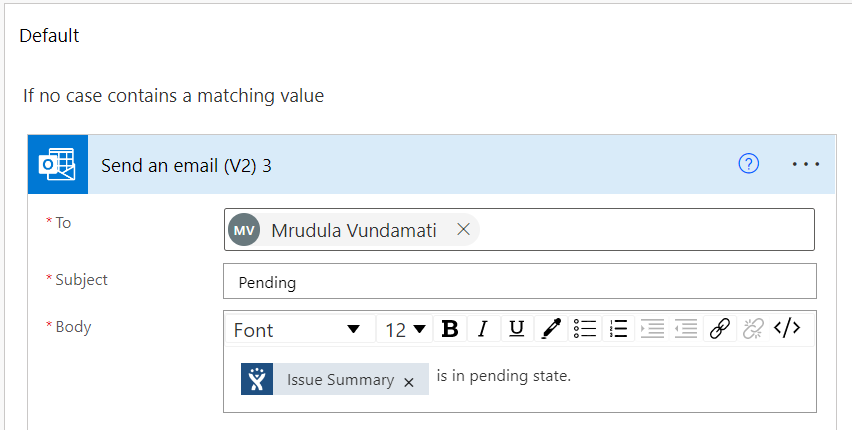 Default
If no case contains a matching value
Send an email (V2) 3
* To
MV Mrudula Vundamati
* Subject
Pending
* Body
Font 12 B I U </>
Issue Summary × is in pending state.